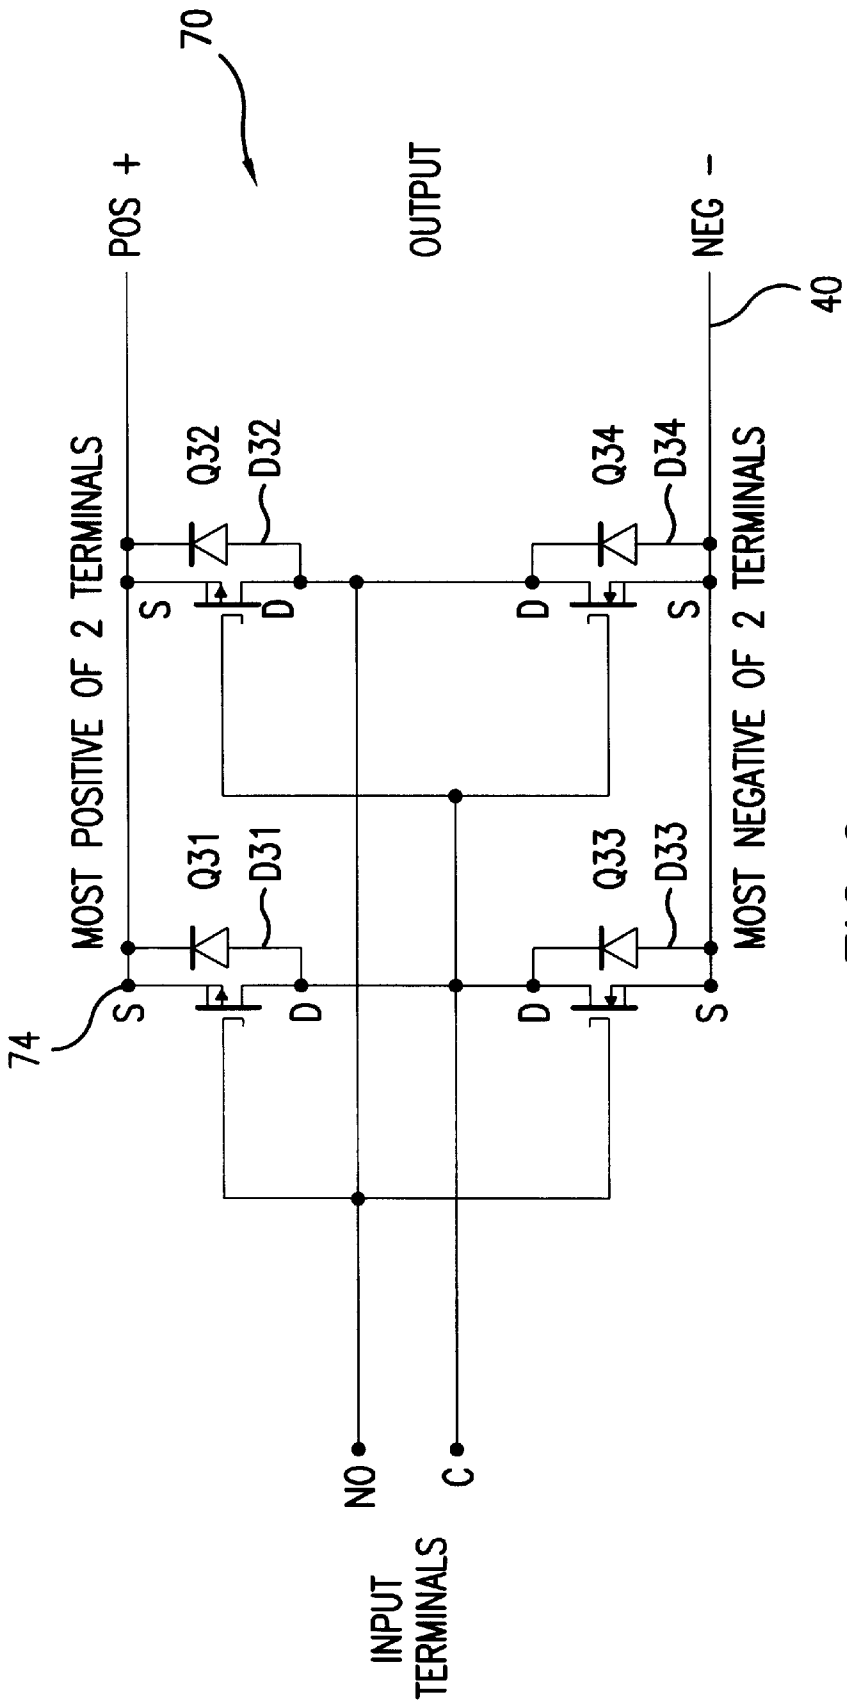 70
POS +
OUTPUT
NEG -
40
MOST POSITIVE OF 2 TERMINALS
Q32
D32
S
D
Q34
D34
D
S
Q31
D31
74
S
D
Q33
D33
D
S
MOST NEGATIVE OF 2 TERMINALS
NO
C
INPUT
TERMINALS